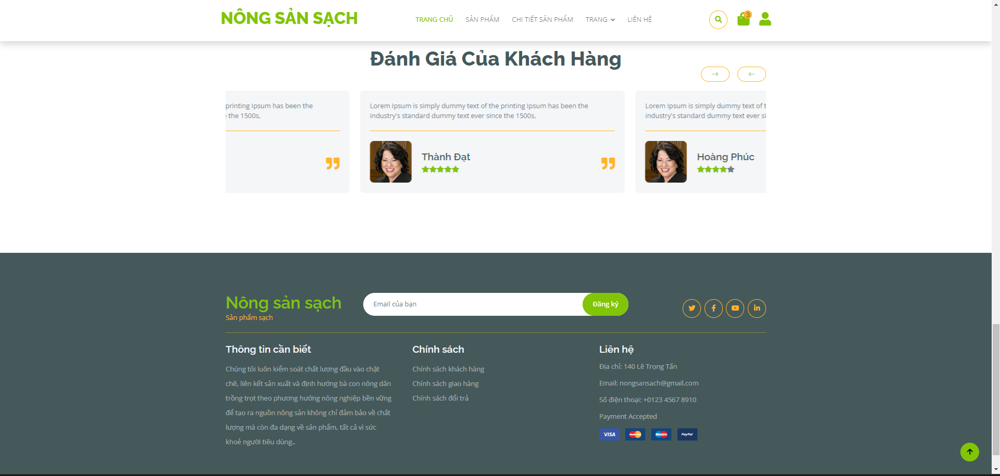 NÔNG SẢN SẠCH
TRANG CHỦ
SẢN PHẨM
CHI TIẾT SẢN PHẨM
TRANG
LIÊN HỆ
3
Đánh Giá Của Khách Hàng
printing Ipsum has been the
the 1500s,
Lorem Ipsum is simply dummy text of the printing Ipsum has been the
industry's standard dummy text ever since the 1500s,
Thành Đạt
Lorem Ipsum is simply dummy text of
industry's standard dummy text ever
Hoàng Phúc
Nông sản sạch
Sản phẩm sạch
Email của bạn
Đăng ký
Thông tin cần biết
Chúng tôi luôn kiểm soát chất lượng đầu vào chặt
chẽ, liên kết sản xuất và định hướng bà con nông dân
trồng trọt theo phương hướng nông nghiệp bền vững
để tạo ra nguồn nông sản không chỉ đảm bảo về chất
lượng mà còn đa dạng về sản phẩm, tất cả vì sức
khoẻ người tiêu dùng..
Chính sách
Chính sách khách hàng
Chính sách giao hàng
Chính sách đổi trả
Liên hệ
Địa chỉ: 140 Lê Trọng Tấn
Email: nongsansach@gmail.com
Số điện thoại: +0123 4567 8910
Payment Accepted
VISA
MasterCard
Maestro
PayPal